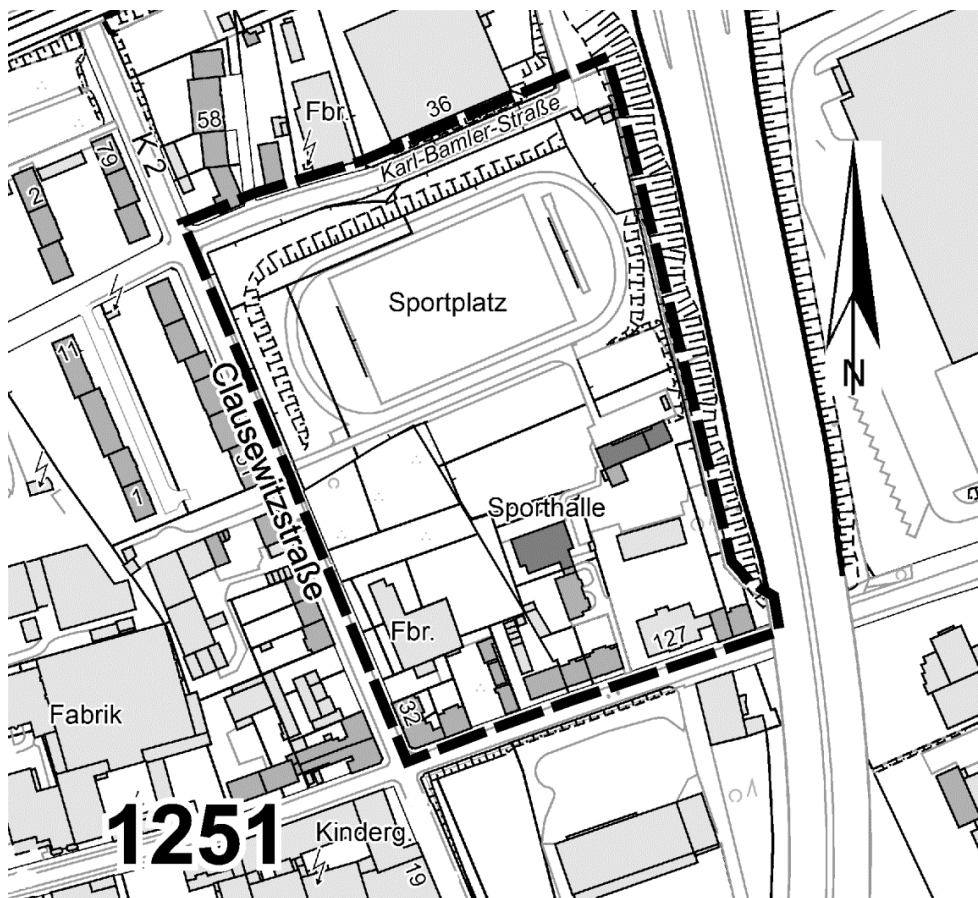 36
Fbr.
Karl-Bamler-Straße
58
K 2
79
2
Sportplatz
11
Clausewitzstraße
N
1
Sporthalle
Fbr.
127
32
Fabrik
1251
Kinderg.
19